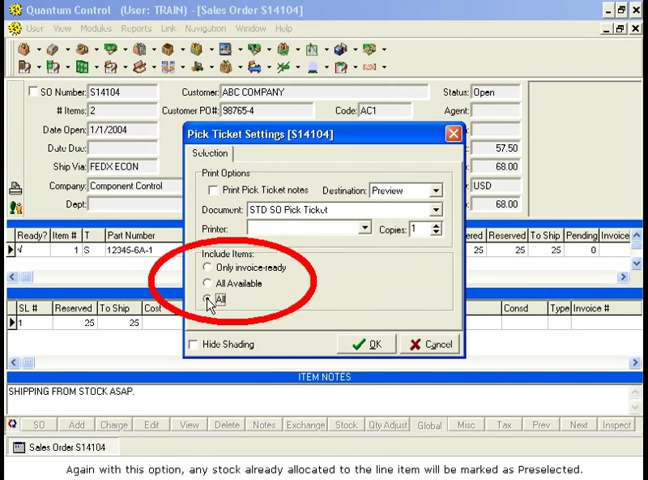 Quantum Control (User: TRAIN) - [Sales Order S14104]
User View Modules Reports Link Navigation Window Help
SO Number: S14104 Customer: ABC COMPANY Status: Open
# Items: 2 Customer PO#: 98765-4 Code: AC1 Agent:
Date Open: 1/1/2004
Date Due: 57.50
Ship Via: FEDX ECON 68.00
Company: Component Control USD
Dept: 68.00
Pick Ticket Settings [S14104]
Selection
Print Options
Print Pick Ticket notes Destination: Preview
Document: STD SO Pick Ticket
Printer: Copies: 1
Include Items:
Only invoice-ready
All Available
All
Hide Shading OK Cancel
Ready? Item # T Part Number ered Reserved To Ship Pending Invoice
√ 1 S 12345-6A-1 25 25 25 0
SL # Reserved To Ship Cost Consd Invoice #
1 25 25
ITEM NOTES
SHIPPING FROM STOCK ASAP.
SO Add Charge Edit View Delete Notes Exchange Stock Qty Adjust Global Misc Tax Prev Next Inspect
Sales Order S14104
Again with this option, any stock already allocated to the line item will be marked as Preselected.